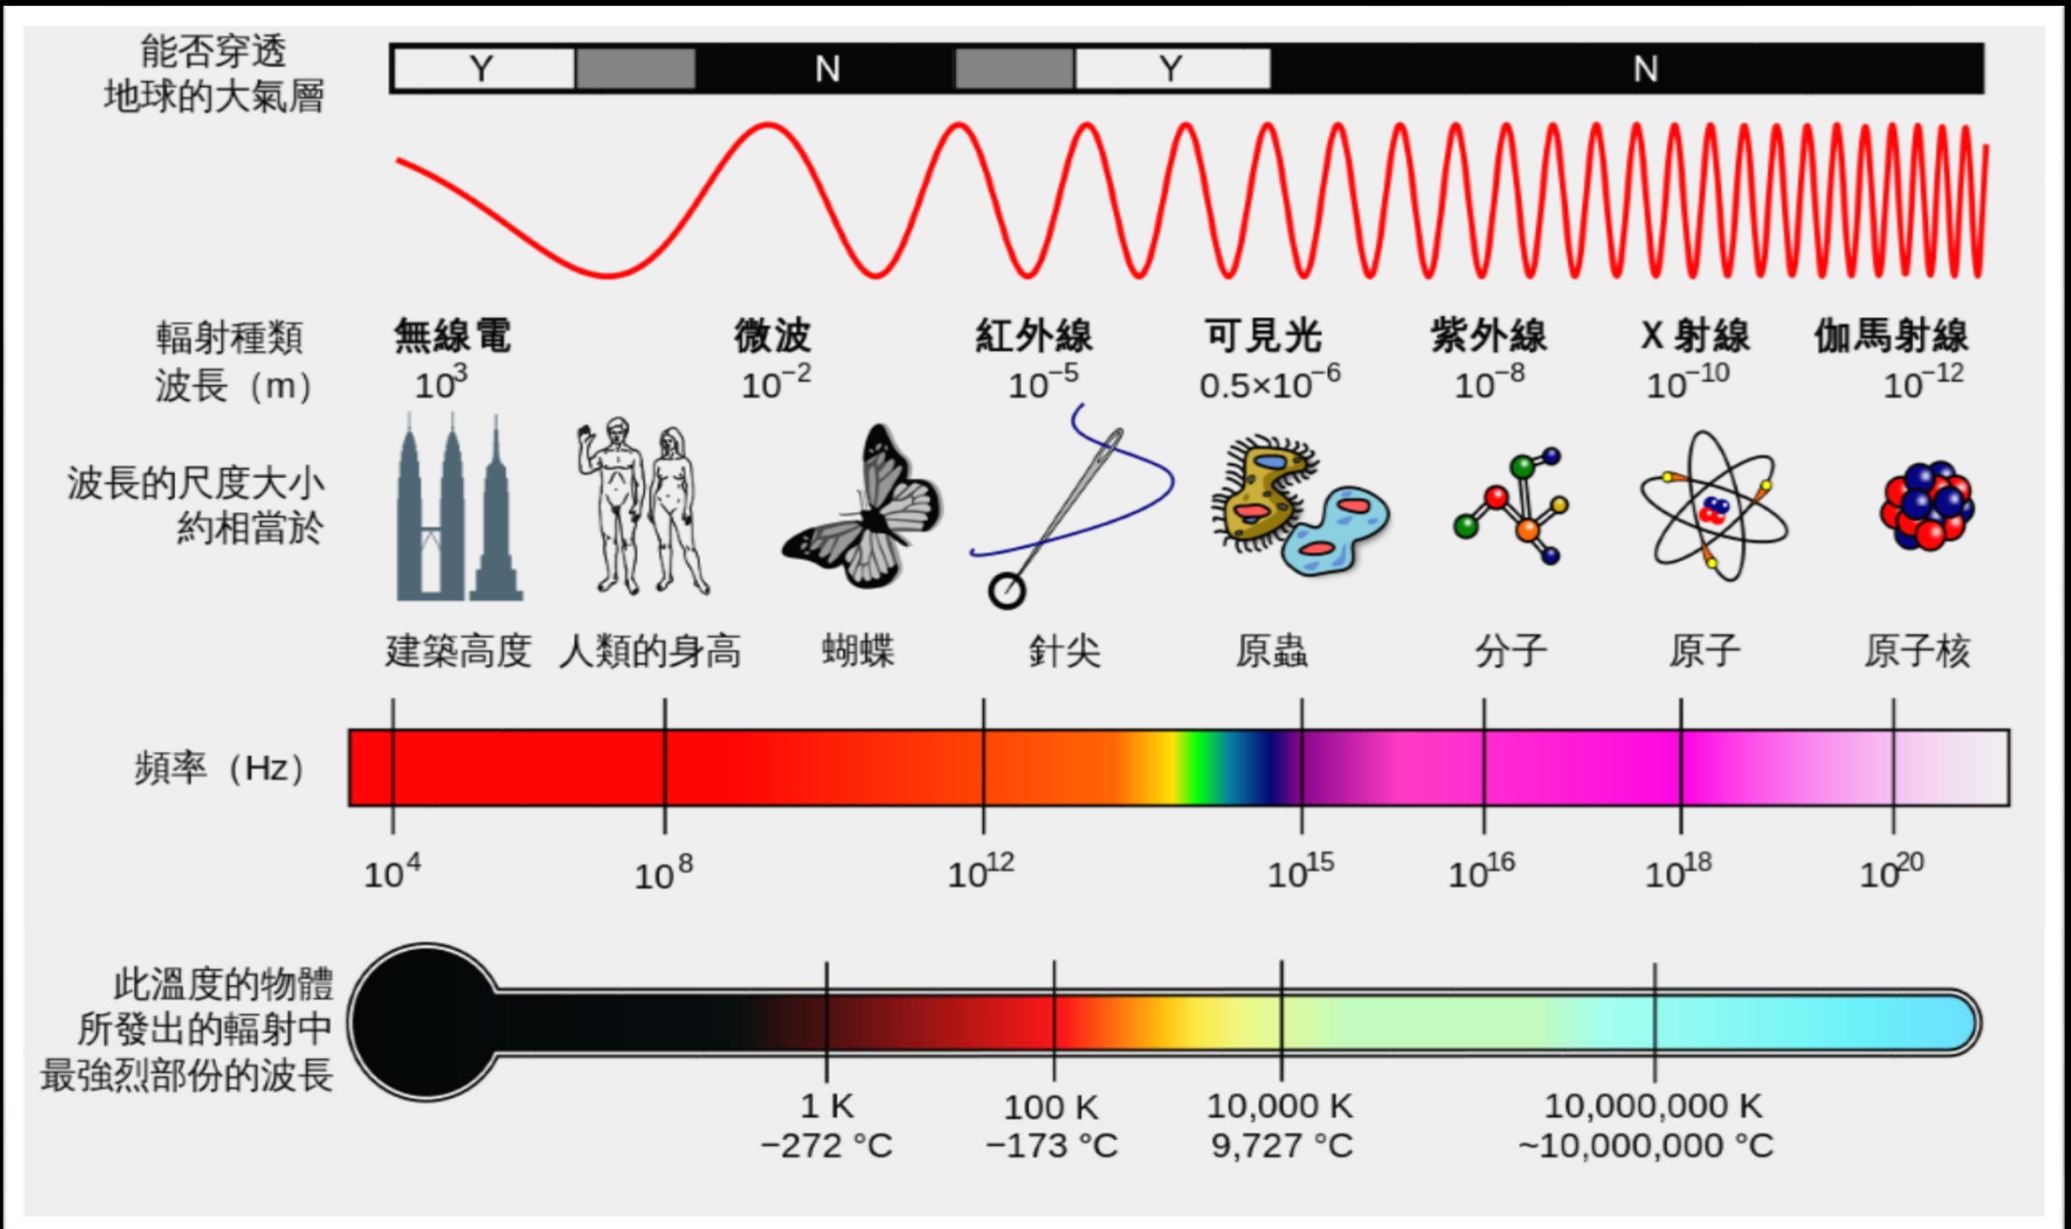 能否穿透
地球的大氣層
Y N Y N
輻射種類 無線電 微波 紅外線 可見光 紫外線 X 射線 伽馬射線
波長（m） 10³ 10⁻² 10⁻⁵ 0.5×10⁻⁶ 10⁻⁸ 10⁻¹⁰ 10⁻¹²
波長的尺度大小
約相當於
建築高度 人類的身高 蝴蝶 針尖 原蟲 分子 原子 原子核
頻率（Hz）
10⁴ 10⁸ 10¹² 10¹⁵ 10¹⁶ 10¹⁸ 10²⁰
此溫度的物體
所發出的輻射中
最強烈部份的波長
1 K 100 K 10,000 K 10,000,000 K
−272 °C −173 °C 9,727 °C ~10,000,000 °C